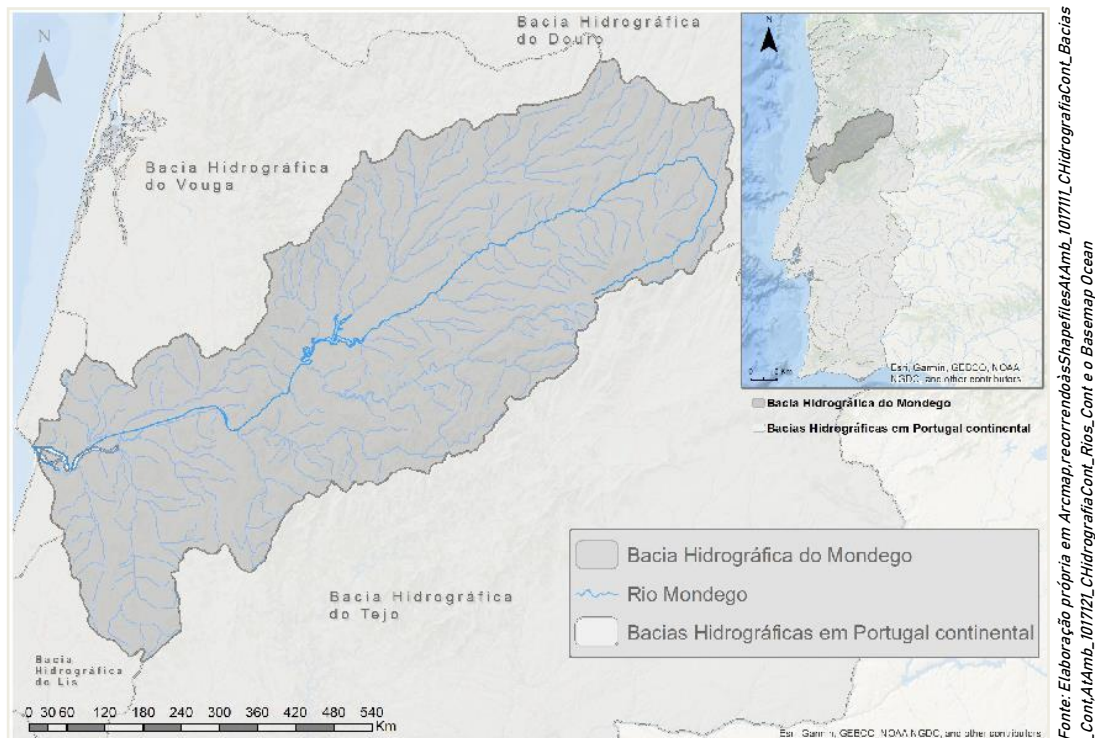 Bacia Hidrográfica
do Douro
N
Bacia Hidrográfica
do Vouga
N
0
Km
Esri, Garmin, GEBCO, NOAA
NGDC, and other contributors
Bacia Hidrográfica do Mondego
Bacias Hidrográficas em Portugal continental
Bacia Hidrográfica do Mondego
Rio Mondego
Bacias Hidrográficas em Portugal continental
Bacia Hidrográfica
do Tejo
Bacia
Hidrográfica
do Lis
0 30 60 120 180 240 300 360 420 480 540
Km
Esri, Garmin, GEBCO, NOAA NGDC, and other contributors
Fonte: Elaboração própria em Arcmap,recorrendoàsShapefilesAtAmb_1017111_CHidrografiaCont_Bacias
_Cont,AtAmb_1017121_CHidrografiaCont_Rios_Cont e o Basemap Ocean